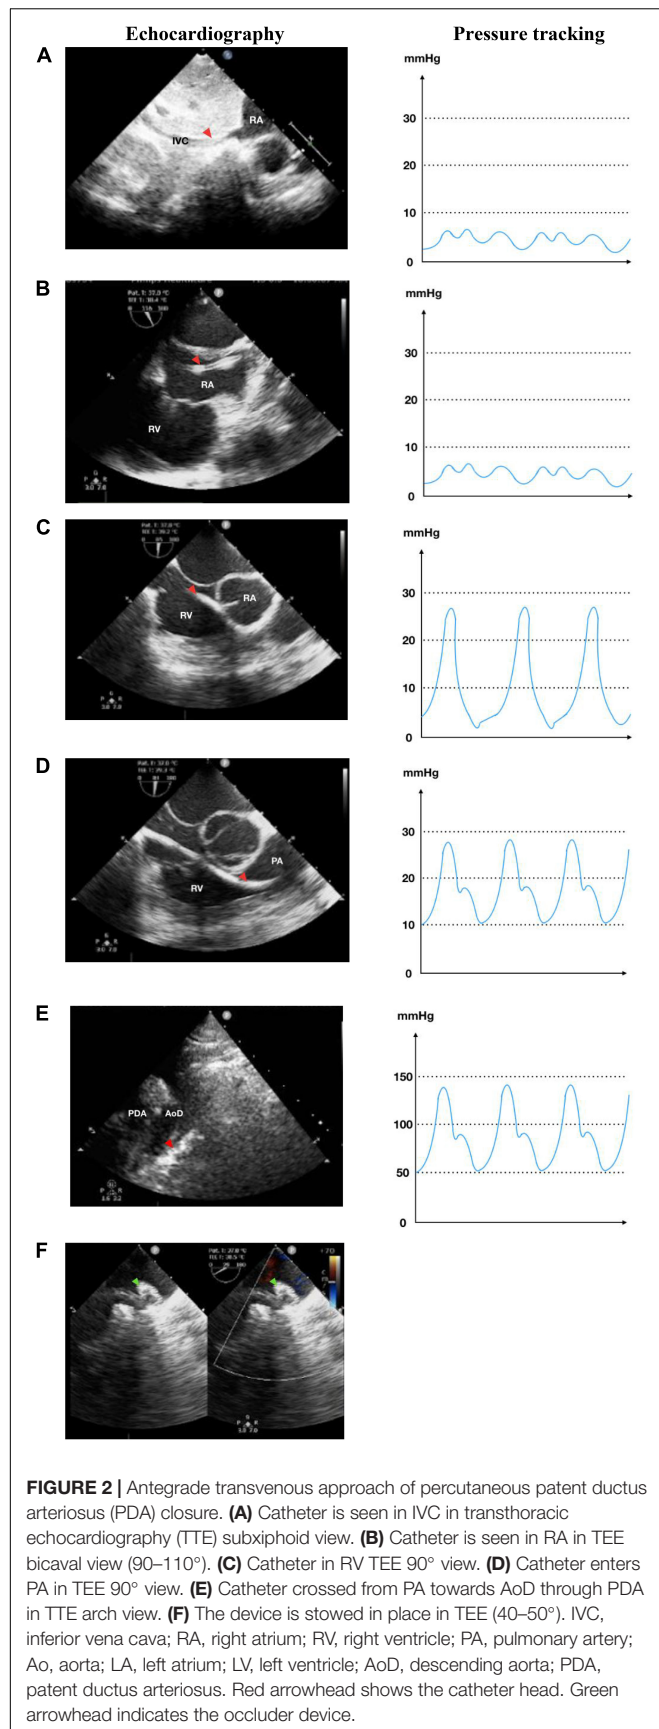 Echocardiography
Pressure tracking
A
RA
IVC
mmHg
30
20
10
0
B
RA
RV
mmHg
30
20
10
0
C
RV
RA
mmHg
30
20
10
0
D
PA
RV
mmHg
30
20
10
0
E
PDA
AoD
mmHg
150
100
50
0
F
FIGURE 2 | Antegrade transvenous approach of percutaneous patent ductus
arteriosus (PDA) closure. (A) Catheter is seen in IVC in transthoracic
echocardiography (TTE) subxiphoid view. (B) Catheter is seen in RA in TEE
bicaval view (90–110°). (C) Catheter in RV TEE 90° view. (D) Catheter enters
PA in TEE 90° view. (E) Catheter crossed from PA towards AoD through PDA
in TTE arch view. (F) The device is stowed in place in TEE (40–50°). IVC,
inferior vena cava; RA, right atrium; RV, right ventricle; PA, pulmonary artery;
Ao, aorta; LA, left atrium; LV, left ventricle; AoD, descending aorta; PDA,
patent ductus arteriosus. Red arrowhead shows the catheter head. Green
arrowhead indicates the occluder device.